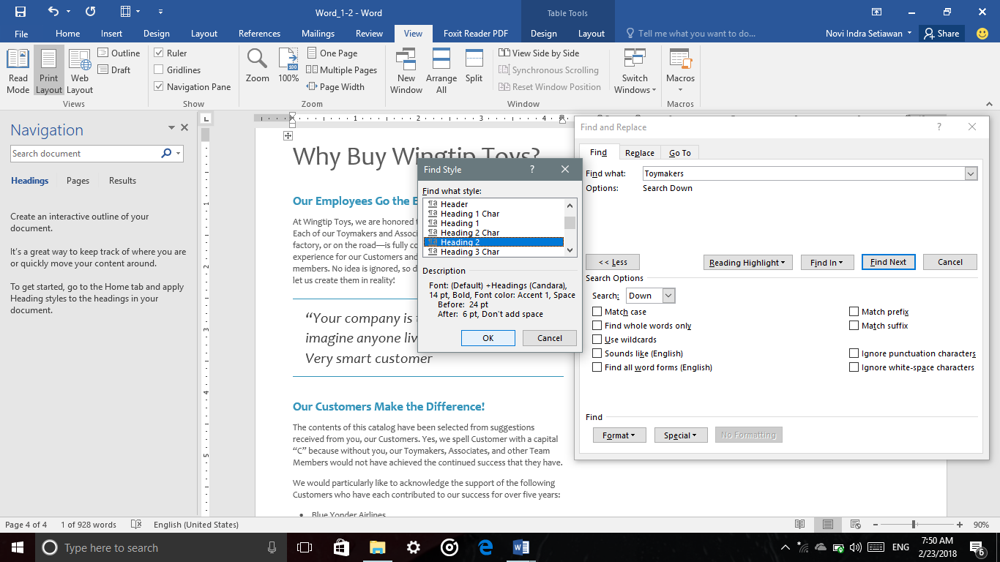 Word_1-2 - Word
Table Tools
File Home Insert Design Layout References Mailings Review View Foxit Reader PDF Design Layout Tell me what you want to do... Novi Indra Setiawan Share
Read Mode
Print Layout
Web Layout
Outline
Draft
Views
Ruler
Gridlines
Navigation Pane
Show
Zoom
100
100%
One Page
Multiple Pages
Page Width
Zoom
New Window
Arrange All
Split
View Side by Side
Synchronous Scrolling
Reset Window Position
Window
Switch Windows
Macros
Macros
Navigation
Search document
Headings Pages Results
Create an interactive outline of your
document.
It's a great way to keep track of where you are
or quickly move your content around.
To get started, go to the Home tab and apply
Heading styles to the headings in your
document.
L
1 2 3 4
1
2
3
4
5
Why Buy Wingtip Toys?
Our Employees Go the E
At Wingtip Toys, we are honored t
Each of our Toymakers and Associ
factory, or on the road—is fully co
experience for our Customers and
members. No idea is ignored, so d
let us create them in reality!
“Your company is t
imagine anyone liv
Very smart customer
Our Customers Make the Difference!
The contents of this catalog have been selected from suggestions
received from you, our Customers. Yes, we spell Customer with a capital
“C” because without you, our Toymakers, Associates, and other Team
Members would not have achieved the continued success that they have.
We would particularly like to acknowledge the support of the following
Customers who have each contributed to our success for over five years:
• Blue Yonder Airlines
Find Style ?
Find what style:
¶a Header
¶a Heading 1 Char
¶a Heading 1
¶a Heading 2 Char
¶a Heading 2
¶a Heading 3 Char
Description
Font: (Default) +Headings (Candara),
14 pt, Bold, Font color: Accent 1, Space
Before: 24 pt
After: 6 pt, Don't add space
OK Cancel
Find and Replace ?
Find Replace Go To
Find what: Toymakers
Options: Search Down
<< Less Reading Highlight Find In Find Next Cancel
Search Options
Search: Down
Match case
Find whole words only
Use wildcards
Sounds like (English)
Find all word forms (English)
Match prefix
Match suffix
Ignore punctuation characters
Ignore white-space characters
Find
Format Special No Formatting
Page 4 of 4 1 of 928 words English (United States) 90%
Type here to search
ENG
7:50 AM
2/23/2018
6